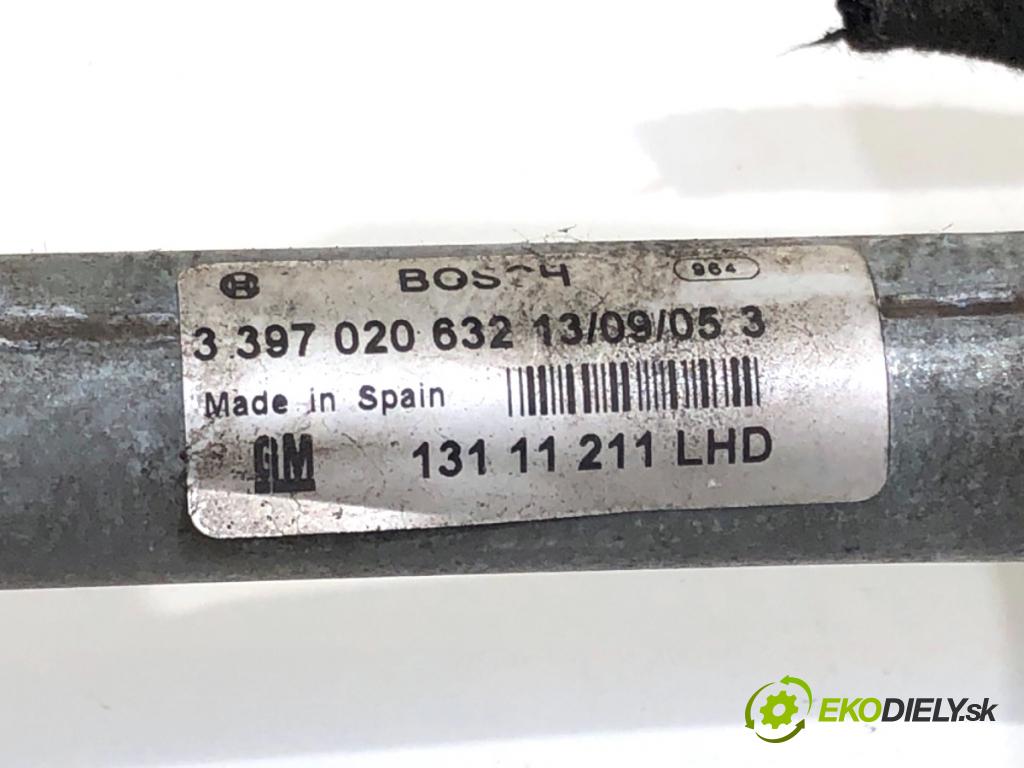 BOSCH 964
3 397 020 632 13/09/05 3
Made in Spain
GM 131 11 211 LHD
EKODIELY.sk